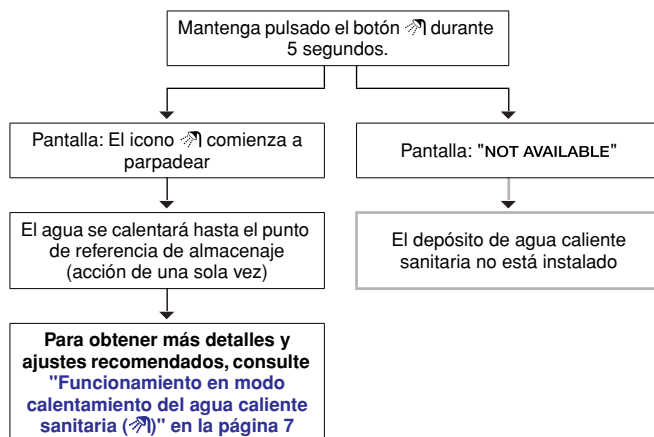 Mantenga pulsado el botón durante
5 segundos.
Pantalla: El icono comienza a
parpadear
Pantalla: "NOT AVAILABLE"
El agua se calentará hasta el punto
de referencia de almacenaje
(acción de una sola vez)
El depósito de agua caliente
sanitaria no está instalado
Para obtener más detalles y
ajustes recomendados, consulte
"Funcionamiento en modo
calentamiento del agua caliente
sanitaria ( )" en la página 7